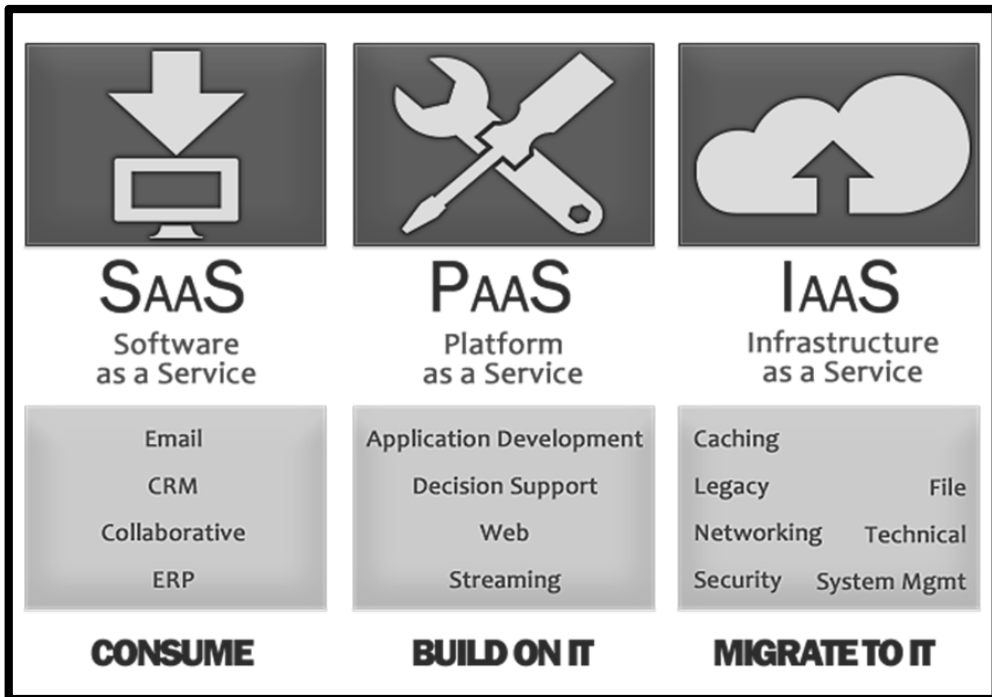 SaaS
Software
as a Service
Email
CRM
Collaborative
ERP
CONSUME
PaaS
Platform
as a Service
Application Development
Decision Support
Web
Streaming
BUILD ON IT
IaaS
Infrastructure
as a Service
Caching
Legacy File
Networking Technical
Security System Mgmt
MIGRATE TO IT